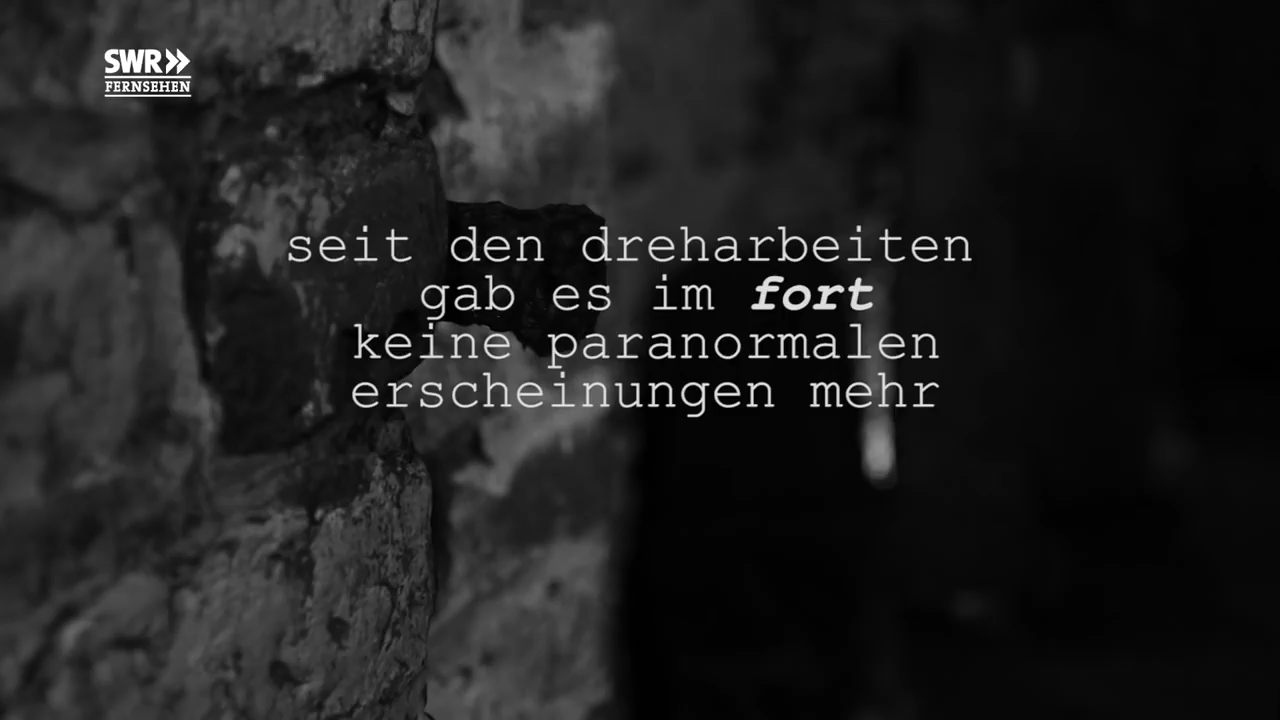 SWR
FERNSEHEN
seit den dreharbeiten
gab es im fort
keine paranormalen
erscheinungen mehr